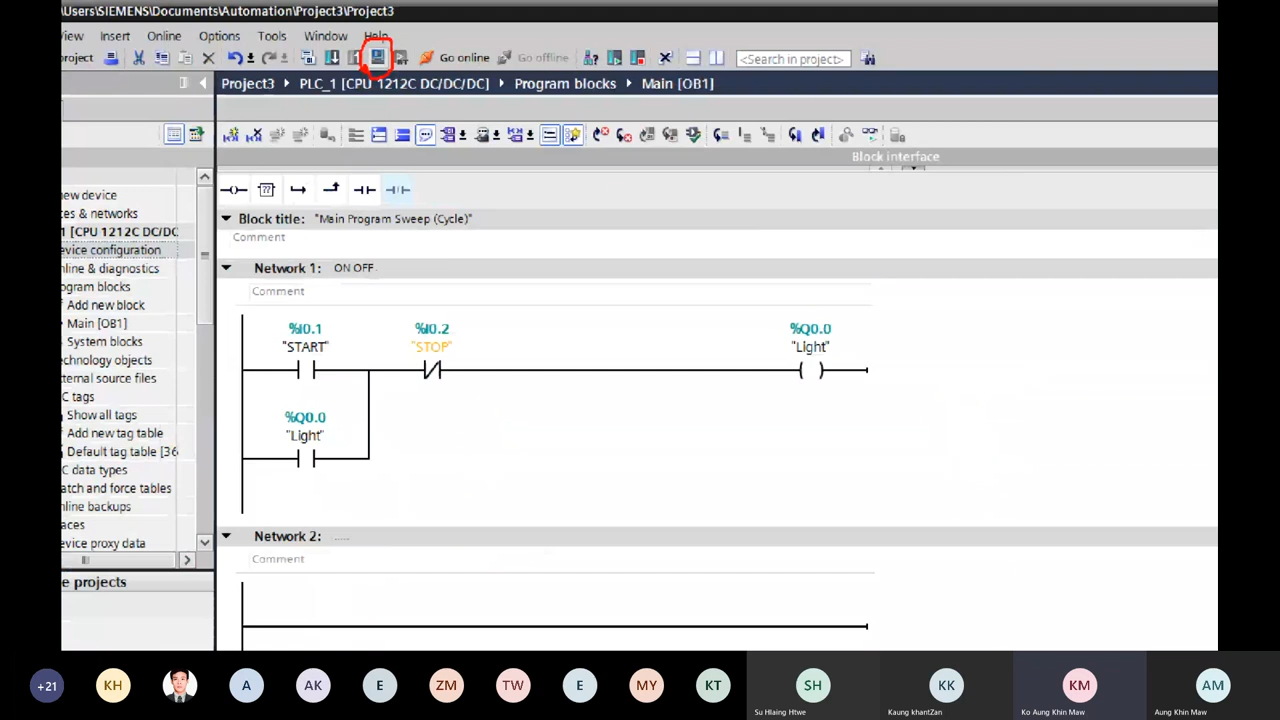 \Users\SIEMENS\Documents\Automation\Project3\Project3
View Insert Online Options Tools Window Help
project Go online Go offline <Search in project>
Project3 PLC_1 [CPU 1212C DC/DC/DC] Program blocks Main [OB1]
Block interface
??
Block title: "Main Program Sweep (Cycle)"
Comment
Network 1: ON OFF
Comment
%I0.1 %I0.2 %Q0.0
"START" "STOP" "Light"
%Q0.0
"Light"
Network 2: .....
Comment
new device
es & networks
1 [CPU 1212C DC/DC
evice configuration
nline & diagnostics
ogram blocks
Add new block
Main [OB1]
System blocks
echnology objects
xternal source files
C tags
Show all tags
Add new tag table
Default tag table [36
C data types
atch and force tables
nline backups
aces
evice proxy data
e projects
+21 KH A AK E ZM TW E MY KT SH KK KM AM
Su Hlaing Htwe Kaung khantZan Ko Aung Khin Maw Aung Khin Maw